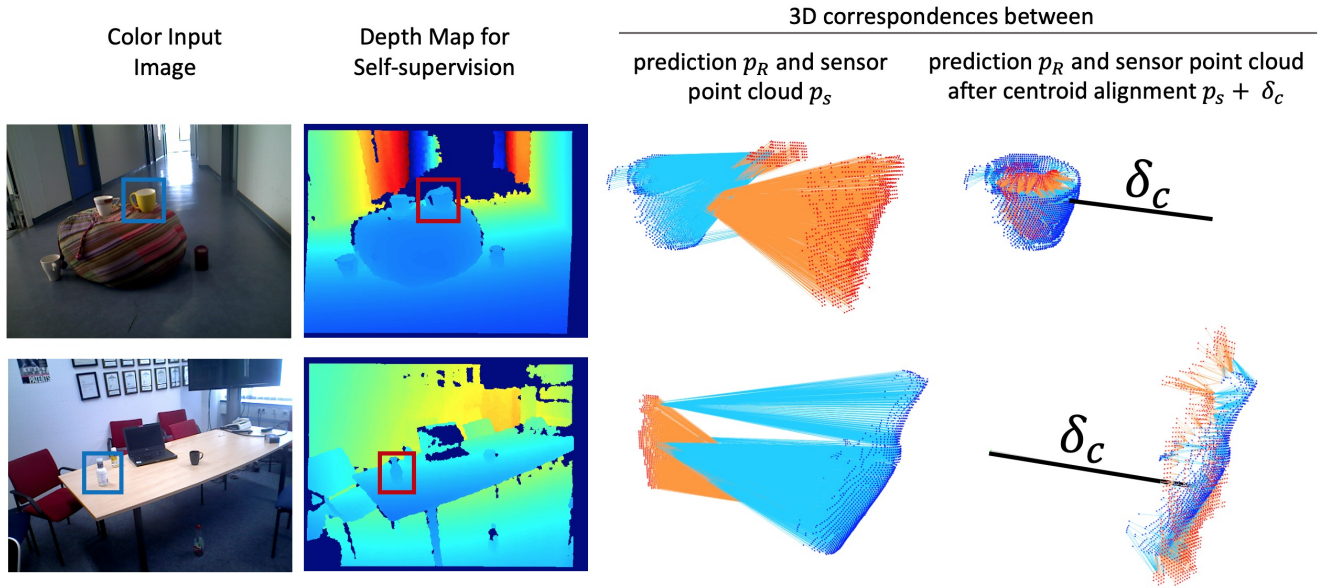 Color Input
Image
Depth Map for
Self-supervision
3D correspondences between
prediction p_R and sensor
point cloud p_s
prediction p_R and sensor point cloud
after centroid alignment p_s + δ_c
δ_c
δ_c
PATENTS